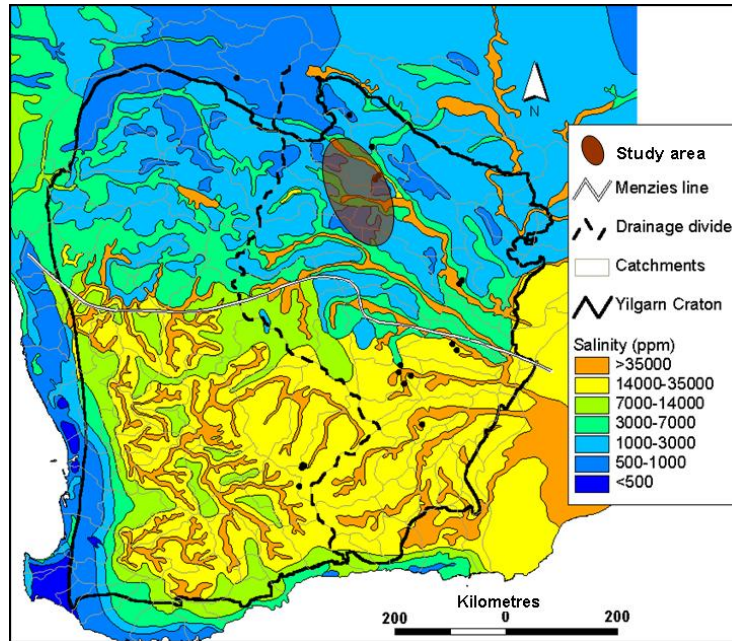 N
Study area
Menzies line
Drainage divide
Catchments
Yilgarn Craton
Salinity (ppm)
>35000
14000-35000
7000-14000
3000-7000
1000-3000
500-1000
<500
Kilometres
200 0 200